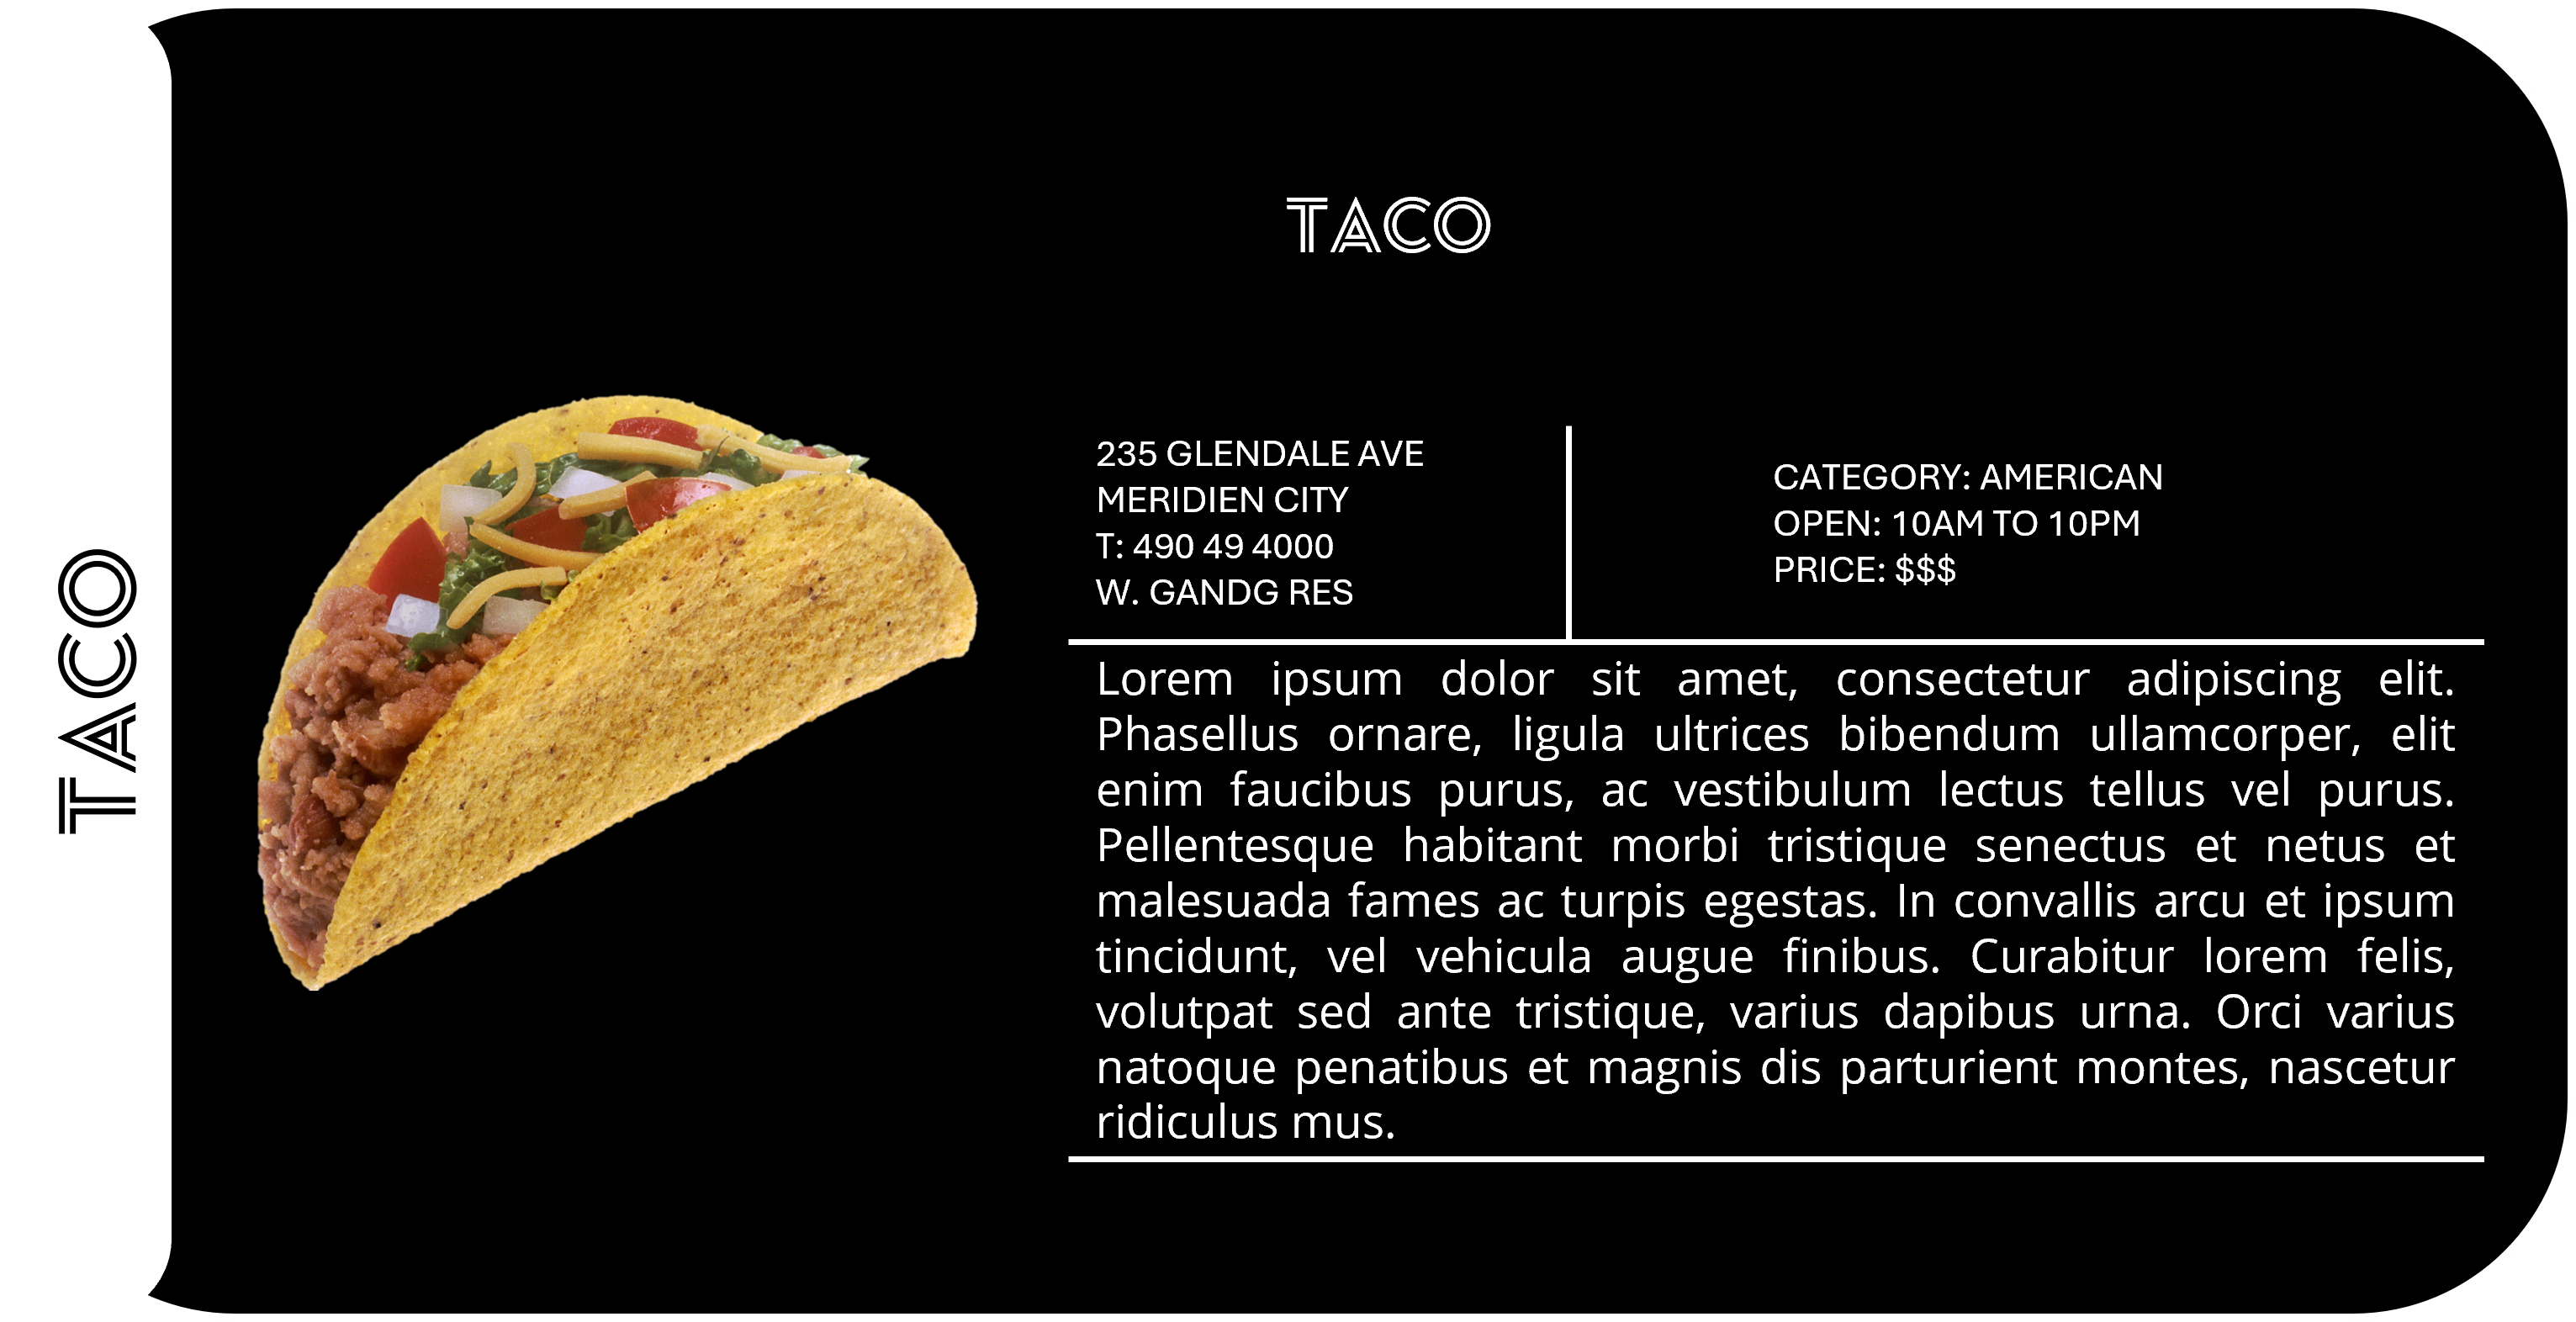 TACO
TACO
235 GLENDALE AVE
MERIDIEN CITY
T: 490 49 4000
W. GANDG RES
CATEGORY: AMERICAN
OPEN: 10AM TO 10PM
PRICE: $$$
Lorem ipsum dolor sit amet, consectetur adipiscing elit.
Phasellus ornare, ligula ultrices bibendum ullamcorper, elit
enim faucibus purus, ac vestibulum lectus tellus vel purus.
Pellentesque habitant morbi tristique senectus et netus et
malesuada fames ac turpis egestas. In convallis arcu et ipsum
tincidunt, vel vehicula augue finibus. Curabitur lorem felis,
volutpat sed ante tristique, varius dapibus urna. Orci varius
natoque penatibus et magnis dis parturient montes, nascetur
ridiculus mus.